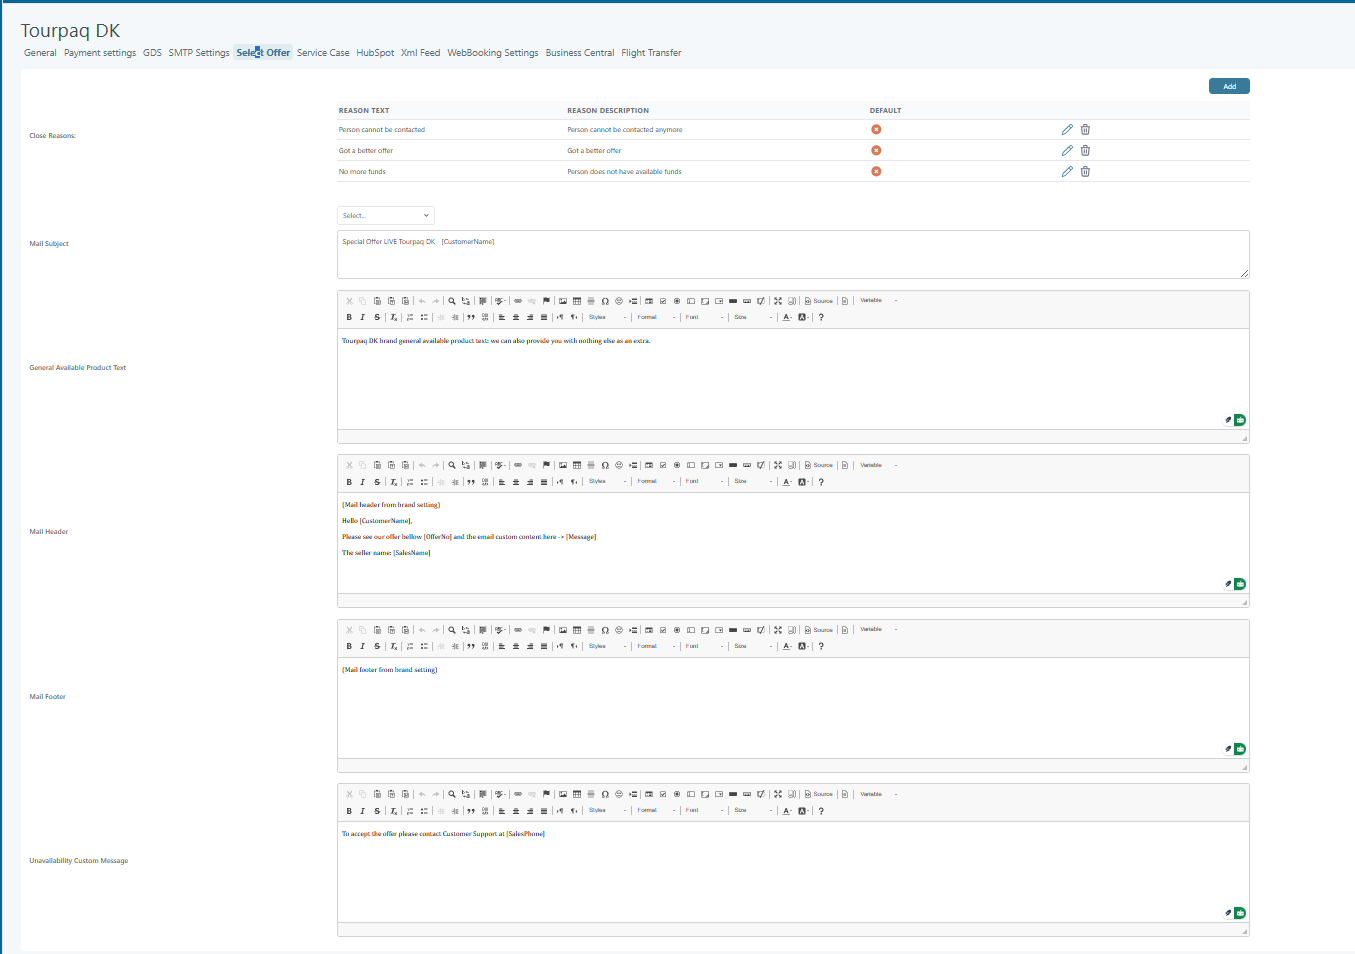 Tourpaq DK
General Payment settings GDS SMTP Settings Select Offer Service Case HubSpot Xml Feed WebBooking Settings Business Central Flight Transfer
Add
Close Reasons:
REASON TEXT REASON DESCRIPTION DEFAULT
Person cannot be contacted Person cannot be contacted anymore
Got a better offer Got a better offer
No more funds Person does not have available funds
Select...
Mail Subject
Special Offer LIVE Tourpaq DK - [CustomerName]
General Available Product Text
Source Variable
Styles Format Font Size
Tourpaq DK brand general available product text: we can also provide you with nothing else as an extra.
Mail Header
Source Variable
Styles Format Font Size
(Mail header from brand setting)
Hello [CustomerName],
Please see our offer bellow [OfferNo] and the email custom content here -> [Message]
The seller name: [SalesName]
Mail Footer
Source Variable
Styles Format Font Size
(Mail footer from brand setting)
Unavailability Custom Message
Source Variable
Styles Format Font Size
To accept the offer please contact Customer Support at [SalesPhone]